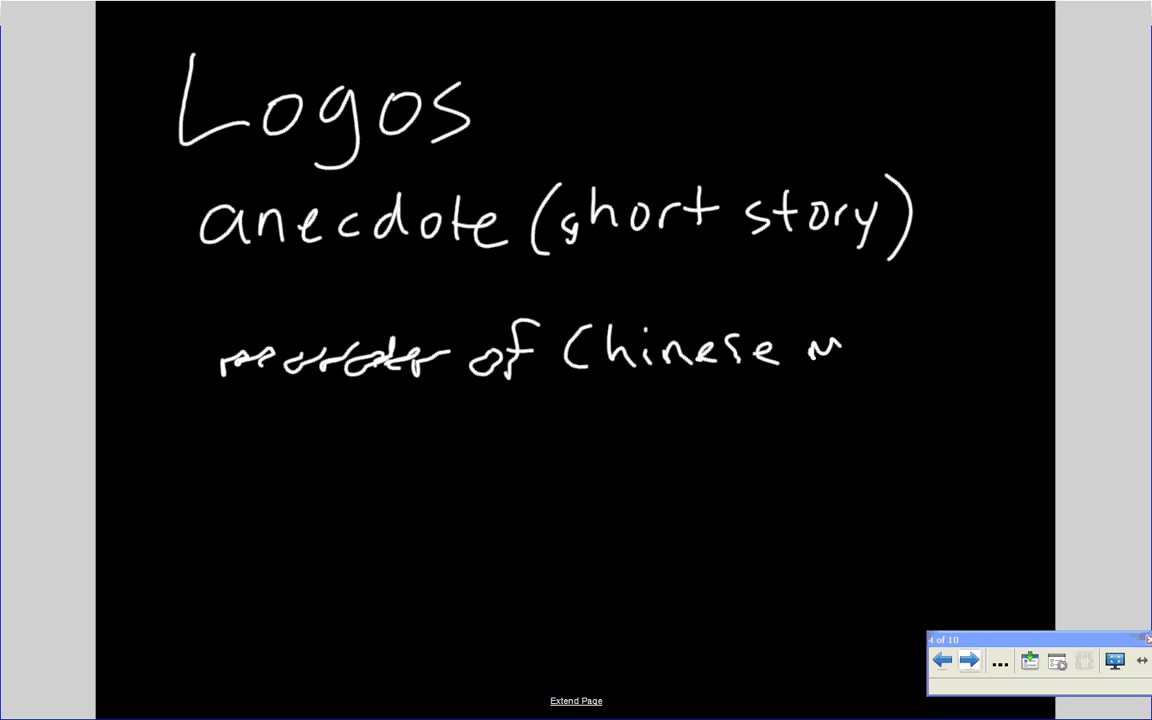 Logos
anecdote (short story)
of Chinese
4 of 10
Extend Page